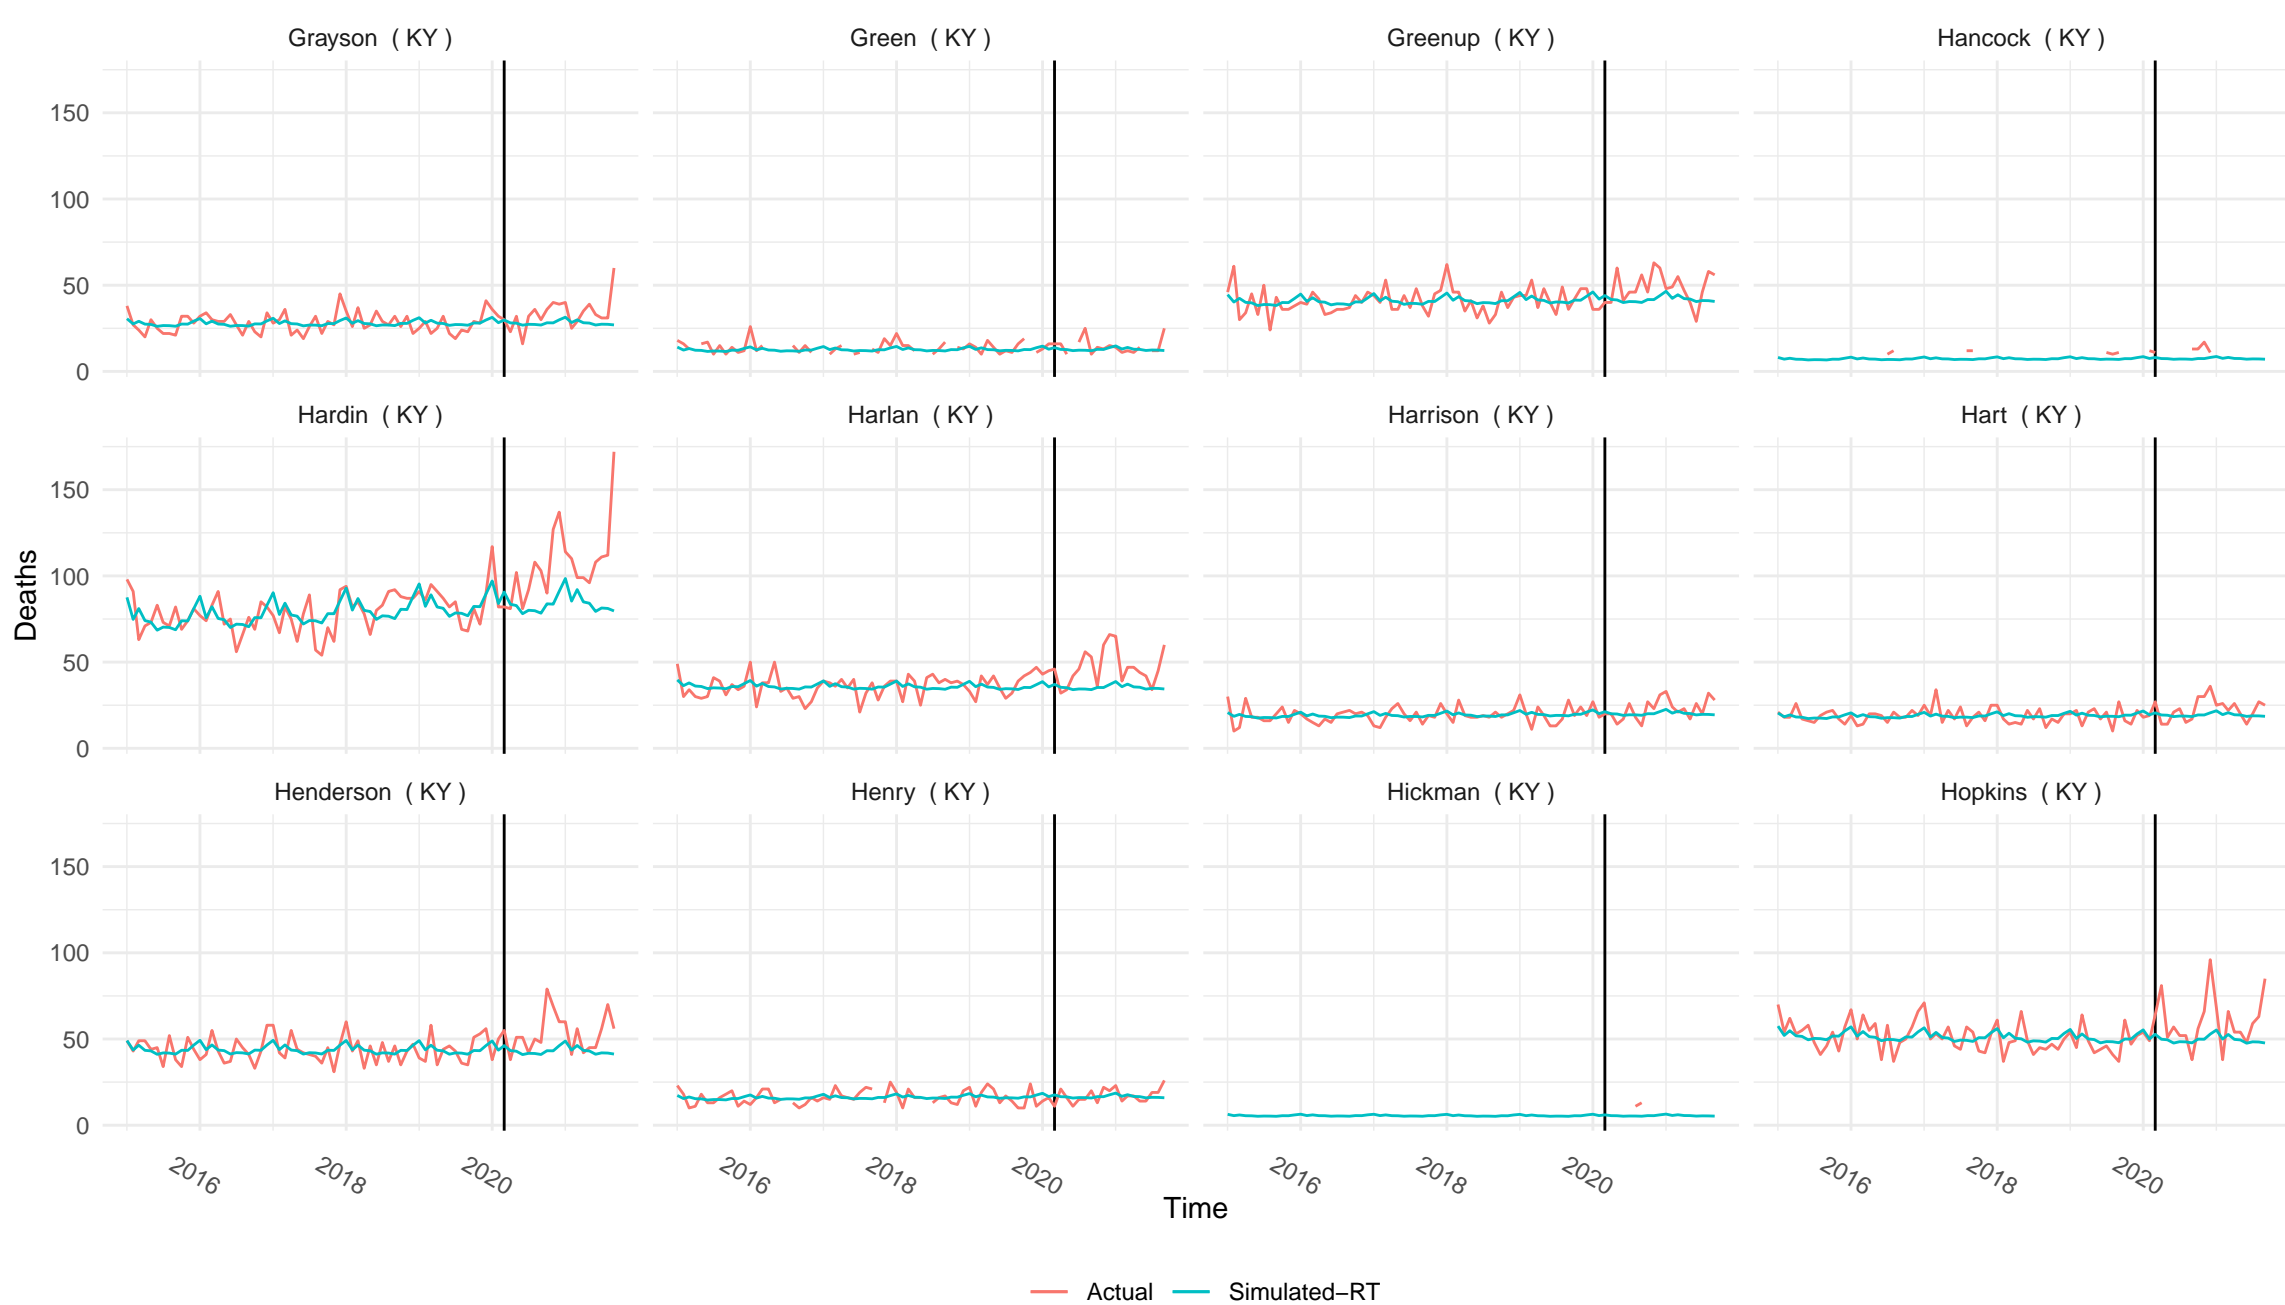 Grayson ( KY )
Green ( KY )
Greenup ( KY )
Hancock ( KY )
150
100
50
0
Hardin ( KY )
Harlan ( KY )
Harrison ( KY )
Hart ( KY )
150
100
50
0
Henderson ( KY )
Henry ( KY )
Hickman ( KY )
Hopkins ( KY )
150
100
50
0
Deaths
2016 2018 2020
2016 2018 2020
2016 2018 2020
2016 2018 2020
Time
Actual Simulated−RT